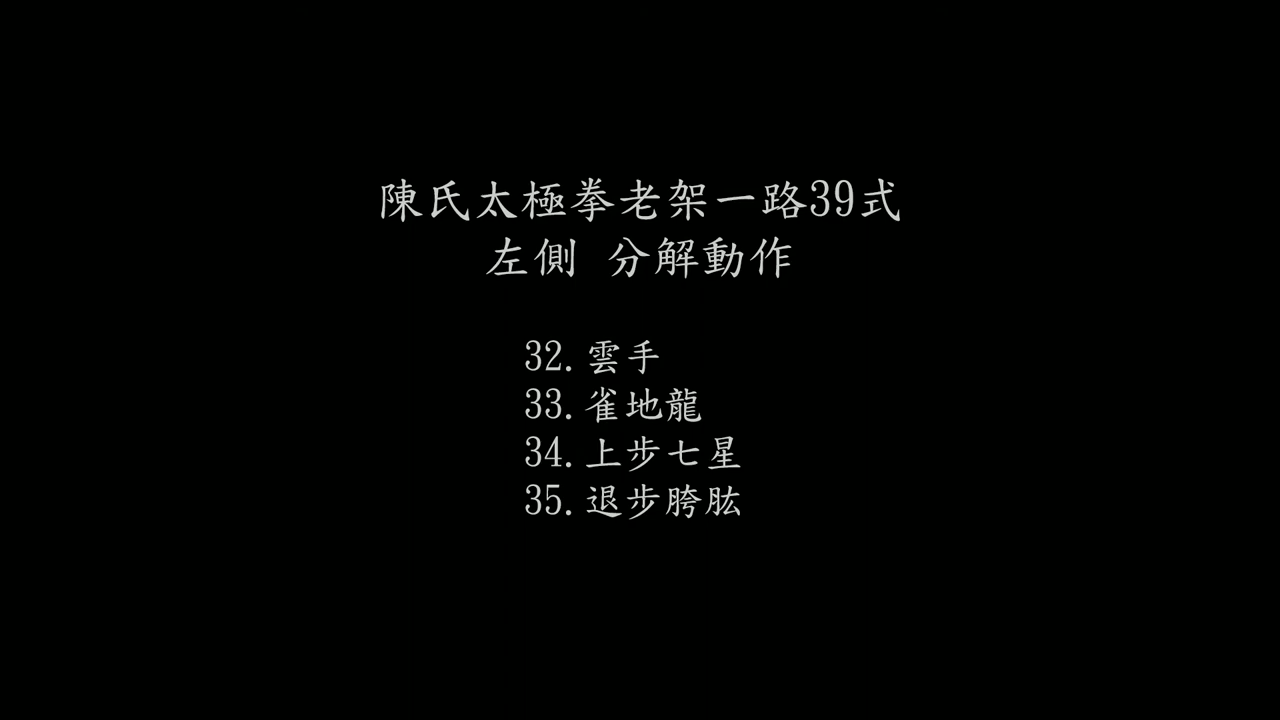 陳氏太極拳老架一路39式
左側 分解動作
32.雲手
33.雀地龍
34.上步七星
35.退步胯肱